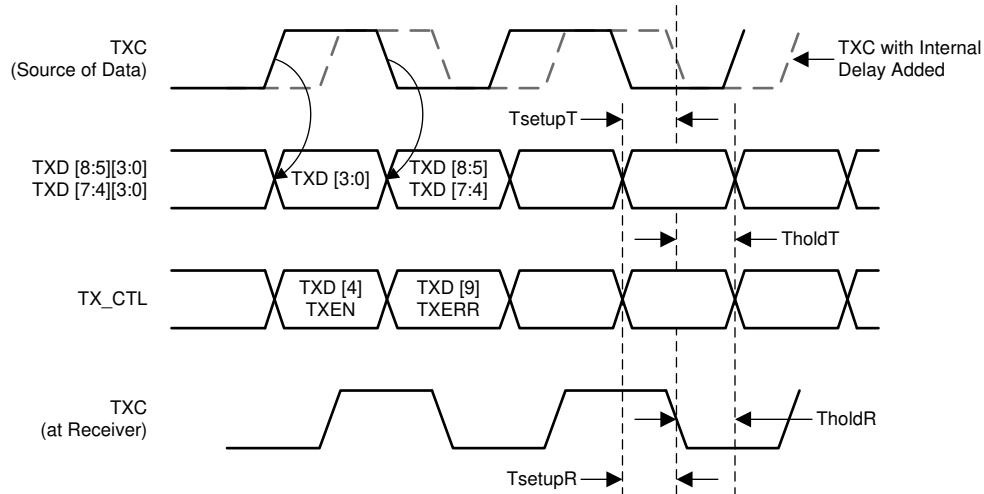 TXC
(Source of Data)
TXC with Internal
Delay Added
TsetupT
TXD [8:5][3:0]
TXD [7:4][3:0]
TXD [3:0]
TXD [8:5]
TXD [7:4]
TholdT
TX_CTL
TXD [4]
TXEN
TXD [9]
TXERR
TXC
(at Receiver)
TholdR
TsetupR